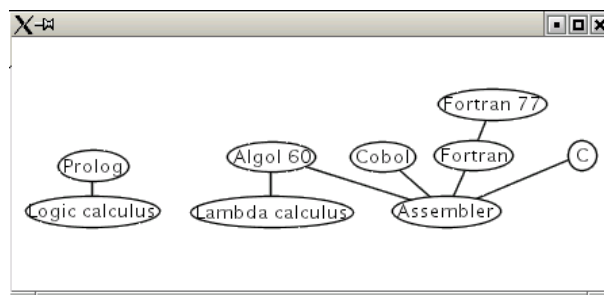 Fortran 77
Prolog
Algol 60
Cobol
Fortran
C
Logic calculus
Lambda calculus
Assembler